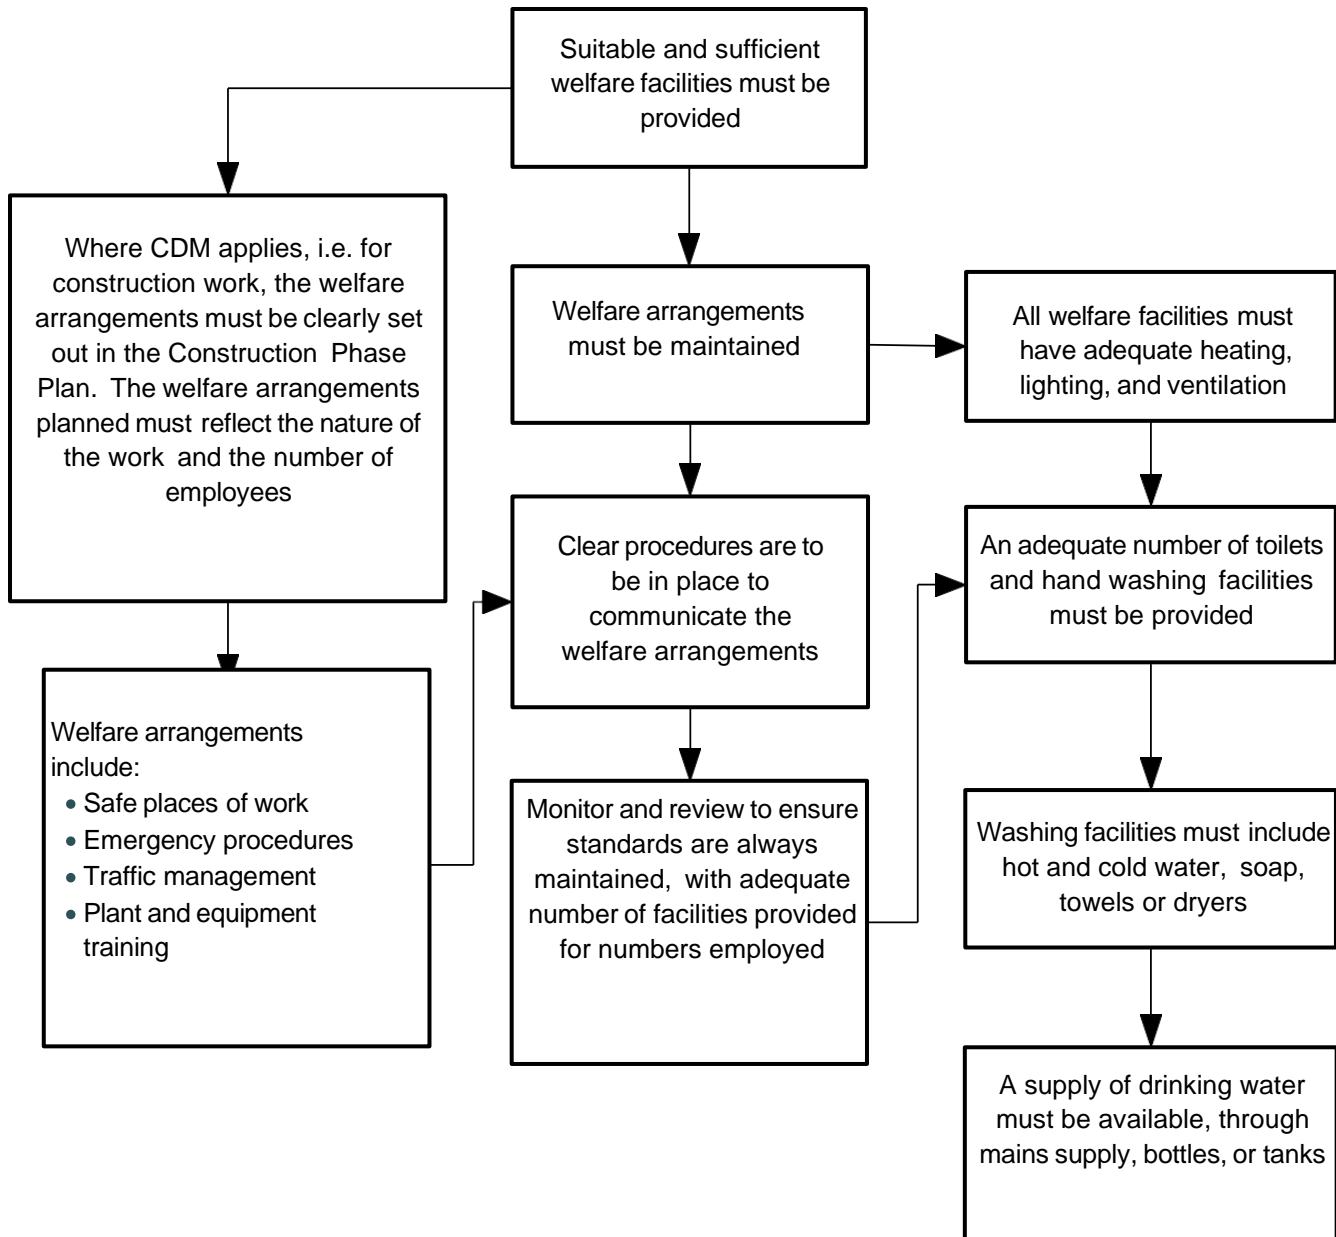 Suitable and sufficient
welfare facilities must be
provided
Where CDM applies, i.e. for
construction work, the welfare
arrangements must be clearly set
out in the Construction Phase
Plan. The welfare arrangements
planned must reflect the nature of
the work and the number of
employees
Welfare arrangements
must be maintained
All welfare facilities must
have adequate heating,
lighting, and ventilation
Clear procedures are to
be in place to
communicate the
welfare arrangements
An adequate number of toilets
and hand washing facilities
must be provided
Welfare arrangements
include:
• Safe places of work
• Emergency procedures
• Traffic management
• Plant and equipment
training
Monitor and review to ensure
standards are always
maintained, with adequate
number of facilities provided
for numbers employed
Washing facilities must include
hot and cold water, soap,
towels or dryers
A supply of drinking water
must be available, through
mains supply, bottles, or tanks